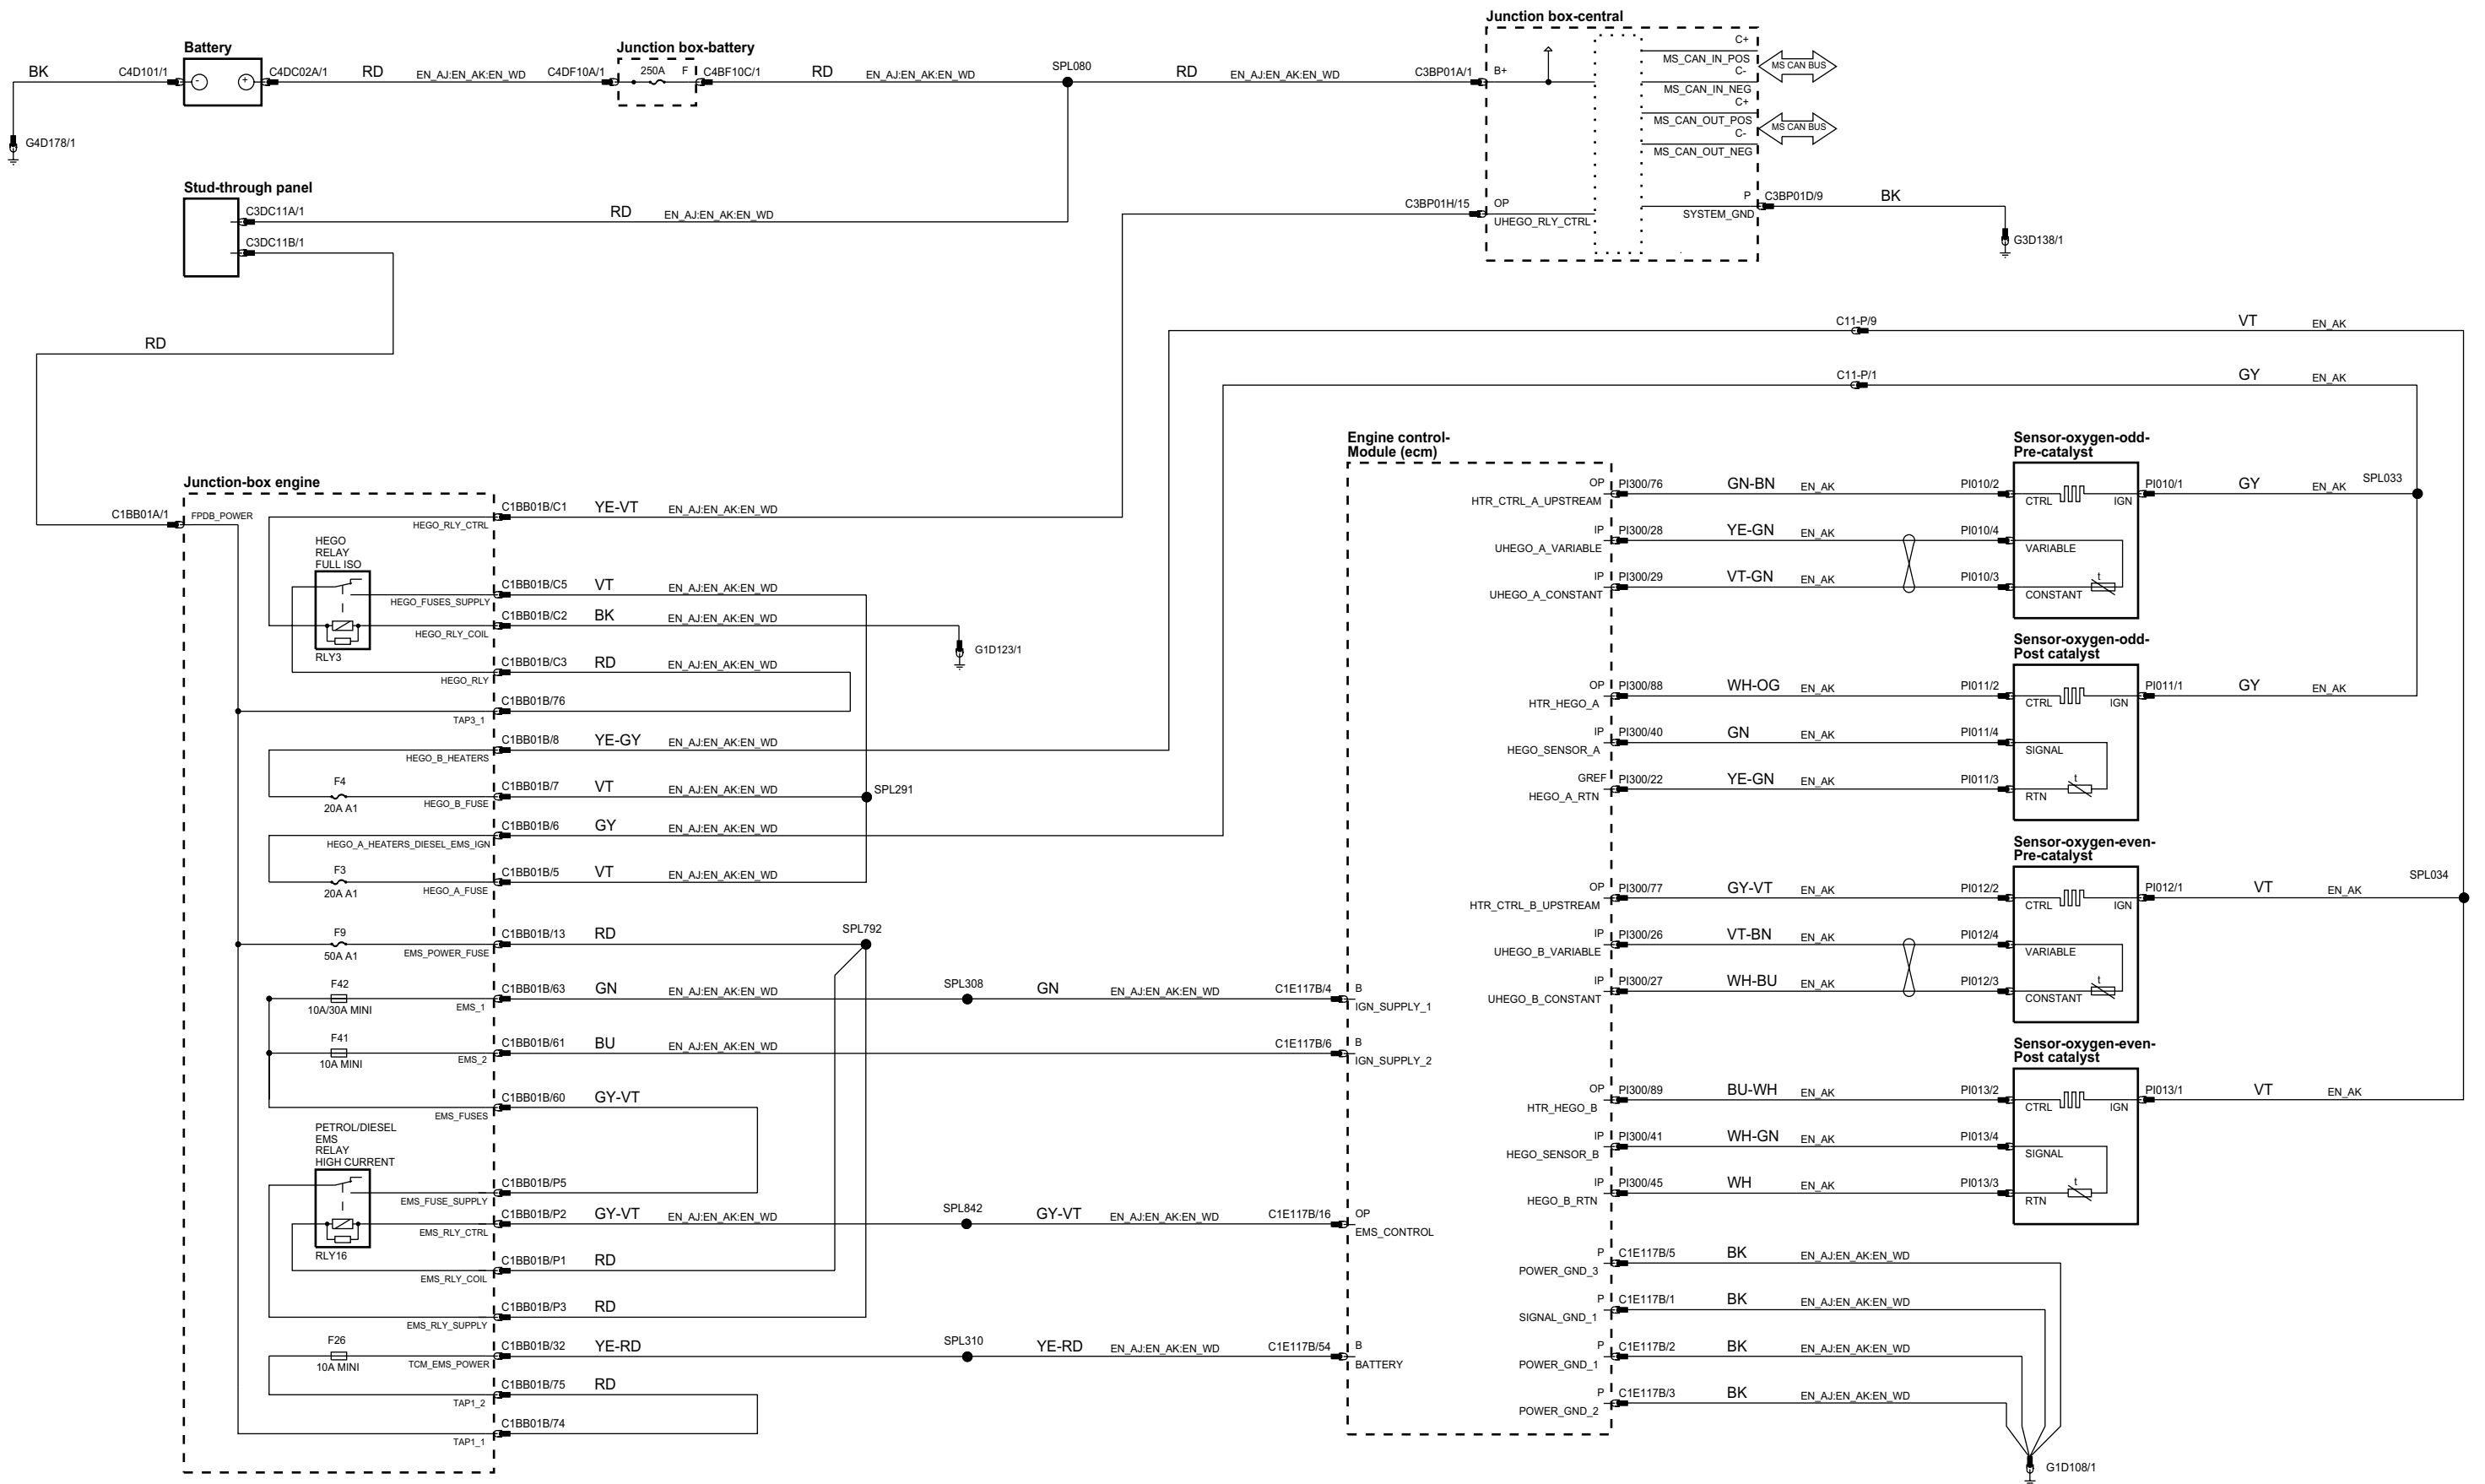 Junction box-central
Battery
Junction box-battery
BK
C4D101/1
-
+
C4DC02A/1
RD
EN_AJ:EN_AK:EN_WD
C4DF10A/1
250A
F
C4BF10C/1
RD
EN_AJ:EN_AK:EN_WD
SPL080
RD
EN_AJ:EN_AK:EN_WD
C3BP01A/1
B+
C+
MS_CAN_IN_POS
C-
MS_CAN_IN_NEG
MS CAN BUS
C+
MS_CAN_OUT_POS
C-
MS_CAN_OUT_NEG
MS CAN BUS
G4D178/1
Stud-through panel
C3DC11A/1
RD
EN_AJ:EN_AK:EN_WD
C3DC11B/1
C3BP01H/15
OP
UHEGO_RLY_CTRL
P
SYSTEM_GND
C3BP01D/9
BK
G3D138/1
RD
C11-P/9
VT
EN_AK
C11-P/1
GY
EN_AK
Junction-box engine
C1BB01A/1
FPDB_POWER
C1BB01B/C1
YE-VT
EN_AJ:EN_AK:EN_WD
HEGO_RLY_CTRL
HEGO
RELAY
FULL ISO
RLY3
C1BB01B/C5
VT
EN_AJ:EN_AK:EN_WD
HEGO_FUSES_SUPPLY
C1BB01B/C2
BK
EN_AJ:EN_AK:EN_WD
HEGO_RLY_COIL
G1D123/1
C1BB01B/C3
RD
EN_AJ:EN_AK:EN_WD
HEGO_RLY
C1BB01B/76
TAP3_1
C1BB01B/8
YE-GY
EN_AJ:EN_AK:EN_WD
HEGO_B_HEATERS
F4
20A A1
C1BB01B/7
VT
EN_AJ:EN_AK:EN_WD
HEGO_B_FUSE
SPL291
C1BB01B/6
GY
EN_AJ:EN_AK:EN_WD
HEGO_A_HEATERS_DIESEL_EMS_IGN
F3
20A A1
C1BB01B/5
VT
EN_AJ:EN_AK:EN_WD
HEGO_A_FUSE
F9
50A A1
C1BB01B/13
RD
EMS_POWER_FUSE
SPL792
F42
10A/30A MINI
C1BB01B/63
GN
EN_AJ:EN_AK:EN_WD
EMS_1
SPL308
GN
EN_AJ:EN_AK:EN_WD
C1E117B/4
B
IGN_SUPPLY_1
F41
10A MINI
C1BB01B/61
BU
EN_AJ:EN_AK:EN_WD
EMS_2
C1E117B/6
B
IGN_SUPPLY_2
C1BB01B/60
GY-VT
EMS_FUSES
PETROL/DIESEL
EMS
RELAY
HIGH CURRENT
RLY16
C1BB01B/P5
EMS_FUSE_SUPPLY
C1BB01B/P2
GY-VT
EN_AJ:EN_AK:EN_WD
EMS_RLY_CTRL
SPL842
GY-VT
EN_AJ:EN_AK:EN_WD
C1E117B/16
OP
EMS_CONTROL
C1BB01B/P1
RD
EMS_RLY_COIL
C1BB01B/P3
RD
EMS_RLY_SUPPLY
F26
10A MINI
C1BB01B/32
YE-RD
EN_AJ:EN_AK:EN_WD
TCM_EMS_POWER
SPL310
YE-RD
EN_AJ:EN_AK:EN_WD
C1E117B/54
B
BATTERY
C1BB01B/75
RD
TAP1_2
C1BB01B/74
TAP1_1
Engine control-
Module (ecm)
OP
HTR_CTRL_A_UPSTREAM
PI300/76
GN-BN
EN_AK
PI010/2
IP
UHEGO_A_VARIABLE
PI300/28
YE-GN
EN_AK
PI010/4
IP
UHEGO_A_CONSTANT
PI300/29
VT-GN
EN_AK
PI010/3
Sensor-oxygen-odd-
Pre-catalyst
CTRL
IGN
VARIABLE
t
CONSTANT
PI010/1
GY
EN_AK
SPL033
OP
HTR_HEGO_A
PI300/88
WH-OG
EN_AK
PI011/2
IP
HEGO_SENSOR_A
PI300/40
GN
EN_AK
PI011/4
GREF
HEGO_A_RTN
PI300/22
YE-GN
EN_AK
PI011/3
Sensor-oxygen-odd-
Post catalyst
CTRL
IGN
SIGNAL
t
RTN
PI011/1
GY
EN_AK
OP
HTR_CTRL_B_UPSTREAM
PI300/77
GY-VT
EN_AK
PI012/2
IP
UHEGO_B_VARIABLE
PI300/26
VT-BN
EN_AK
PI012/4
IP
UHEGO_B_CONSTANT
PI300/27
WH-BU
EN_AK
PI012/3
Sensor-oxygen-even-
Pre-catalyst
CTRL
IGN
VARIABLE
t
CONSTANT
PI012/1
VT
EN_AK
SPL034
OP
HTR_HEGO_B
PI300/89
BU-WH
EN_AK
PI013/2
IP
HEGO_SENSOR_B
PI300/41
WH-GN
EN_AK
PI013/4
IP
HEGO_B_RTN
PI300/45
WH
EN_AK
PI013/3
Sensor-oxygen-even-
Post catalyst
CTRL
IGN
SIGNAL
t
RTN
PI013/1
VT
EN_AK
P
POWER_GND_3
C1E117B/5
BK
EN_AJ:EN_AK:EN_WD
P
SIGNAL_GND_1
C1E117B/1
BK
EN_AJ:EN_AK:EN_WD
P
POWER_GND_1
C1E117B/2
BK
EN_AJ:EN_AK:EN_WD
P
POWER_GND_2
C1E117B/3
BK
EN_AJ:EN_AK:EN_WD
G1D108/1